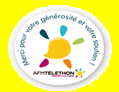 Merci pour votre générosité et votre soutien !
AFMTELETHON